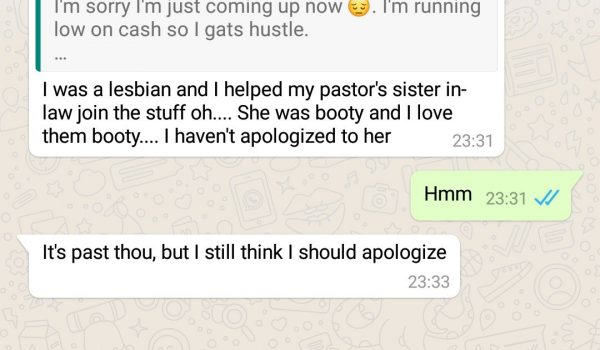 I'm sorry I'm just coming up now 😔. I'm running
low on cash so I gats hustle.
...
I was a lesbian and I helped my pastor's sister in-
law join the stuff oh.... She was booty and I love
them booty.... I haven't apologized to her
23:31
Hmm 23:31
It's past thou, but I still think I should apologize
23:33